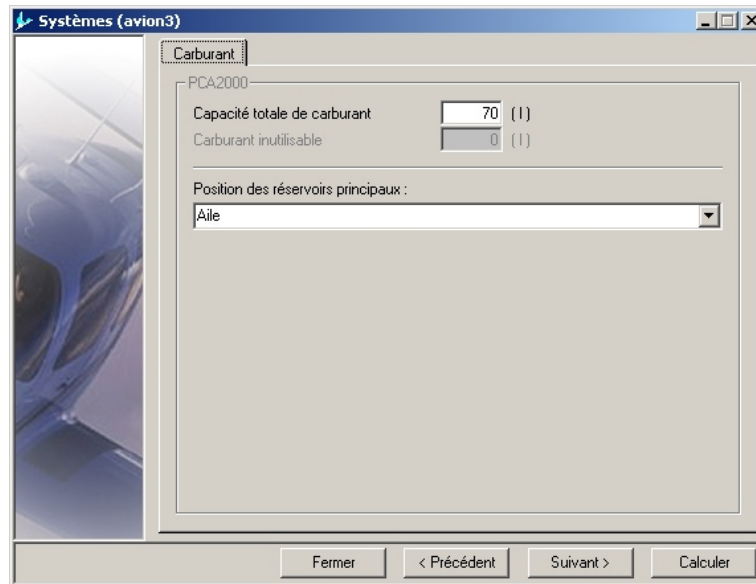 Systèmes (avion3)
Carburant
PCA2000
Capacité totale de carburant 70 ( l )
Carburant inutilisable 0 ( l )
Position des réservoirs principaux :
Aile
Fermer < Précédent Suivant > Calculer